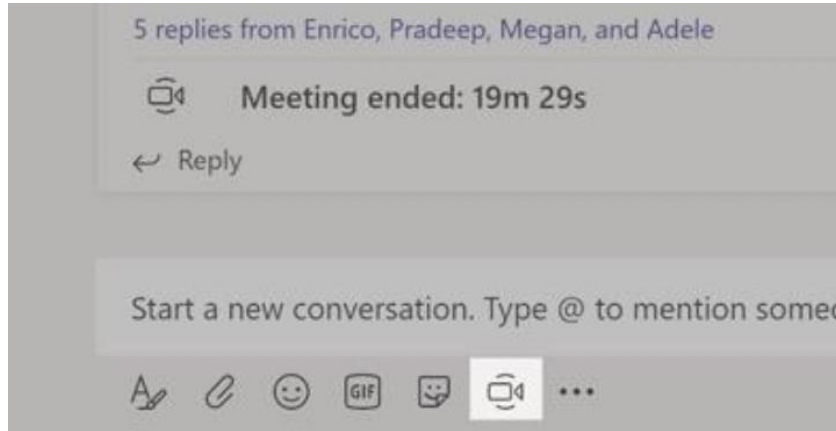 5 replies from Enrico, Pradeep, Megan, and Adele
Meeting ended: 19m 29s
Reply
Start a new conversation. Type @ to mention
GIF